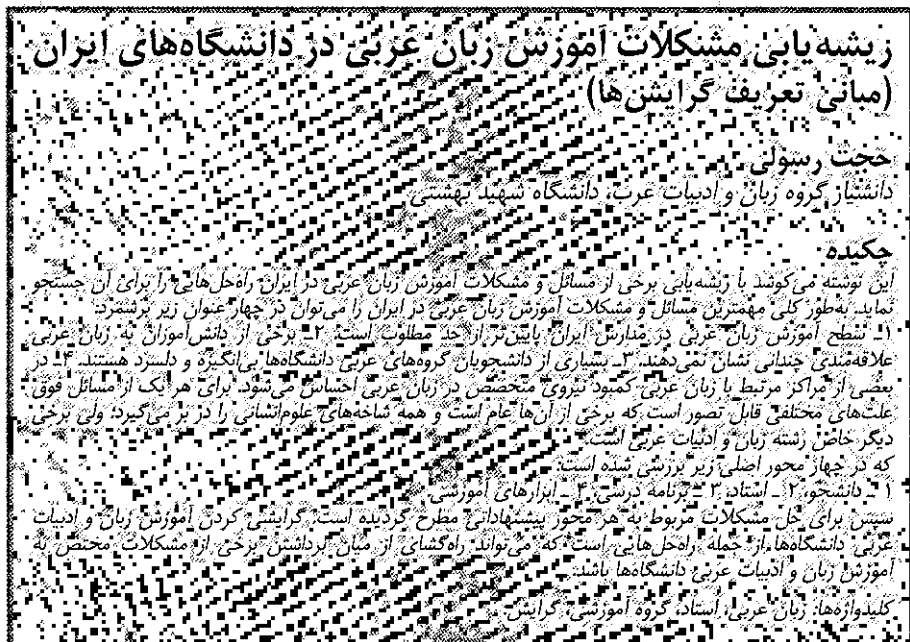 ریشه‌یابی مشکلات آموزش زبان عربی در دانشگاه‌های ایران
(مبانی تعریف گرایش‌ها)
حجت رسولی
دانشیار گروه زبان و ادبیات عرب، دانشگاه شهید بهشتی
چکیده
این نوشته می‌کوشد با ریشه‌یابی برخی از مسائل و مشکلات آموزش زبان عربی در ایران راه‌حل‌هایی را برای آن جستجو
نماید. به‌طور کلی مهمترین مسائل و مشکلات آموزش زبان عربی در ایران را می‌توان در چهار عنوان زیر برشمرد:
۱ـ سطح آموزش زبان عربی در مدارس ایران پایین‌تر از حد مطلوب است. ۲ـ برخی از دانش‌آموزان به زبان عربی
علاقه‌مندی چندانی نشان نمی‌دهند. ۳ـ بسیاری از دانشجویان گروه‌های عربی دانشگاه‌ها بی‌انگیزه و دلسرد هستند. ۴ـ در
بعضی از مراکز مرتبط با زبان عربی کمبود نیروی متخصص در زبان عربی احساس می‌شود. برای هر یک از مسائل فوق
علت‌های مختلفی قابل تصور است که برخی از آن‌ها عام است و همه شاخه‌های علوم‌انسانی را در بر می‌گیرد؛ ولی برخی
دیگر خاص رشته زبان و ادبیات عربی است.
که در چهار محور اصلی زیر بررسی شده است:
۱ ـ دانشجو، ۲ ـ استاد، ۳ ـ برنامه درسی، ۴ ـ ابزارهای آموزشی
سپس برای حل مشکلات مربوط به هر محور پیشنهاداتی مطرح گردیده است. گرایشی کردن آموزش زبان و ادبیات
عربی دانشگاه‌ها از جمله راه‌حل‌هایی است که می‌تواند راه‌گشای از میان برداشتن برخی از مشکلات مختص به
آموزش زبان و ادبیات عربی دانشگاه‌ها باشد.
کلیدواژه‌ها: زبان عربی، استاد، گروه آموزشی، گرایش.